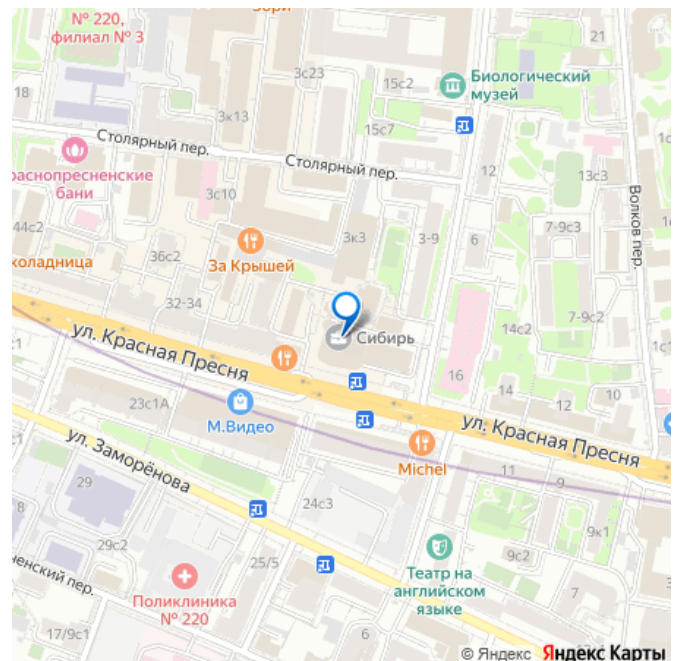 Зори
№ 220,
филиал № 3
21
3с23
15с2
Биологический
музей
18
3к13
15с7
Столярный пер.
Столярный пер.
раснопресненские
бани
12
13с3
3с10
Волков пер.
44с2
3к3
3-9
6
7-9с3
36с2
За Крышей
коладница
32-34
7-9с2
14с2
1с1
Сибирь
ул. Красная Пресня
16
14
12
10
23с1А
М.Видео
ул. Красная Пресня
ул. Заморёнова
Michel
11
9
29
24с3
8
9к1
29с2
25/5
9с2
ненский пер.
Театр на
английском
языке
7
Поликлиника
№ 220
17/9с1
6
© Яндекс Яндекс Карты